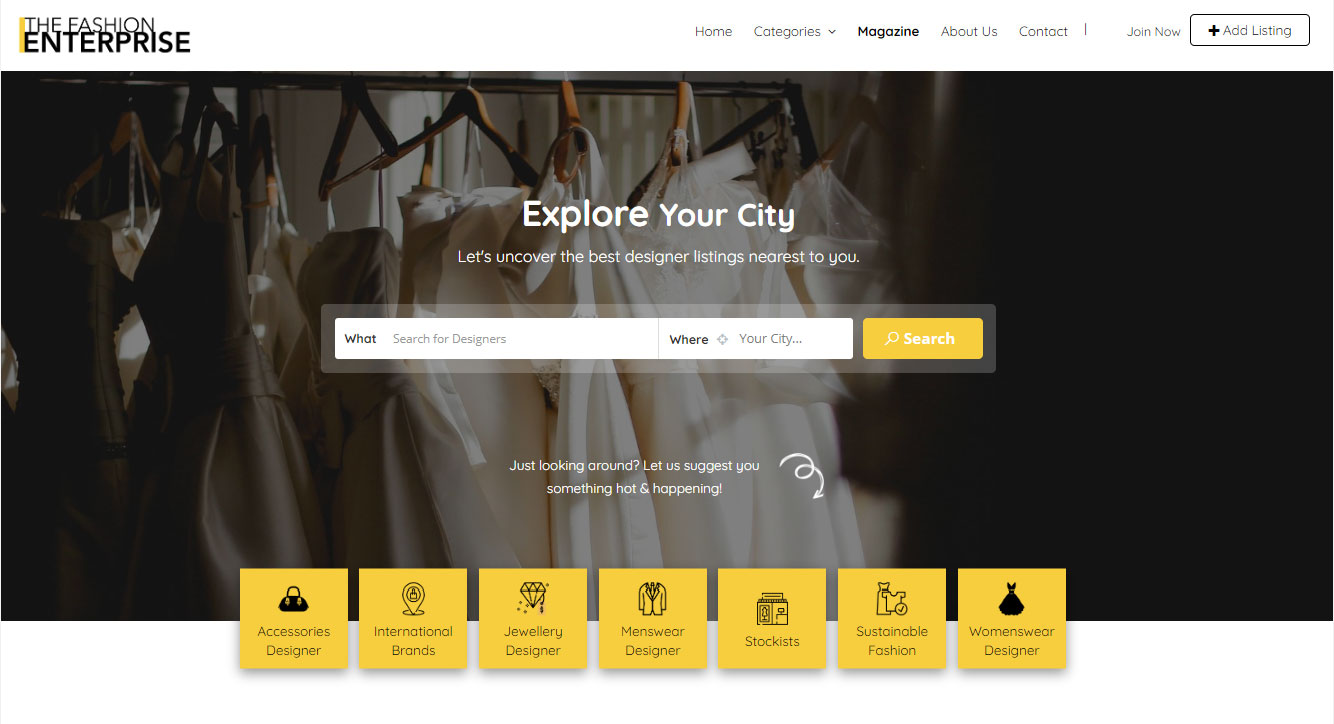 THE FASHION
ENTERPRISE
Home Categories Magazine About Us Contact Join Now Add Listing
Explore Your City
Let's uncover the best designer listings nearest to you.
What Search for Designers Where Your City... Search
Just looking around? Let us suggest you
something hot & happening!
Accessories
Designer
International
Brands
Jewellery
Designer
Menswear
Designer
Stockists
Sustainable
Fashion
Womenswear
Designer